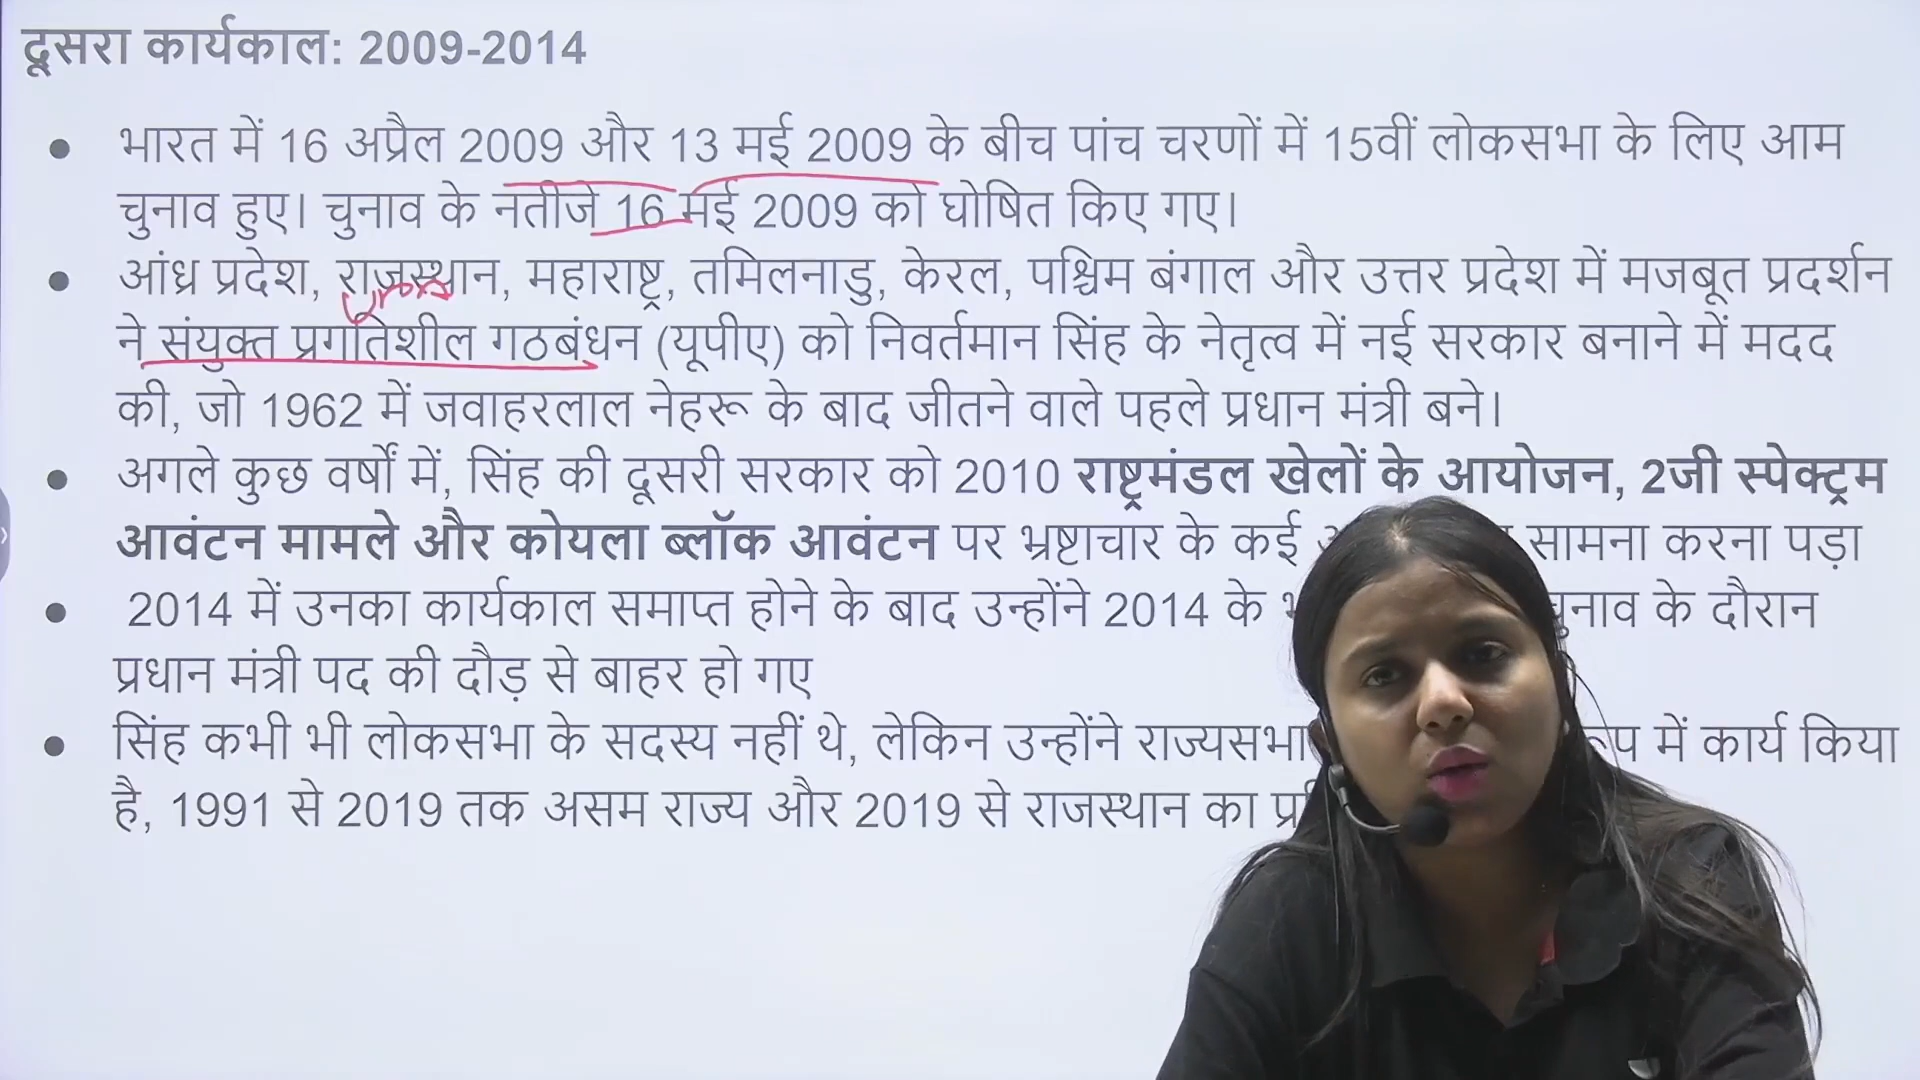 दूसरा कार्यकाल: 2009-2014
● भारत में 16 अप्रैल 2009 और 13 मई 2009 के बीच पांच चरणों में 15वीं लोकसभा के लिए आम
चुनाव हुए। चुनाव के नतीजे 16 मई 2009 को घोषित किए गए।
● आंध्र प्रदेश, राजस्थान, महाराष्ट्र, तमिलनाडु, केरल, पश्चिम बंगाल और उत्तर प्रदेश में मजबूत प्रदर्शन
ने संयुक्त प्रगतिशील गठबंधन (यूपीए) को निवर्तमान सिंह के नेतृत्व में नई सरकार बनाने में मदद
की, जो 1962 में जवाहरलाल नेहरू के बाद जीतने वाले पहले प्रधान मंत्री बने।
● अगले कुछ वर्षों में, सिंह की दूसरी सरकार को 2010 राष्ट्रमंडल खेलों के आयोजन, 2जी स्पेक्ट्रम
आवंटन मामले और कोयला ब्लॉक आवंटन पर भ्रष्टाचार के कई सामना करना पड़ा
● 2014 में उनका कार्यकाल समाप्त होने के बाद उन्होंने 2014 के चुनाव के दौरान
प्रधान मंत्री पद की दौड़ से बाहर हो गए
● सिंह कभी भी लोकसभा के सदस्य नहीं थे, लेकिन उन्होंने राज्यसभा में कार्य किया
है, 1991 से 2019 तक असम राज्य और 2019 से राजस्थान का